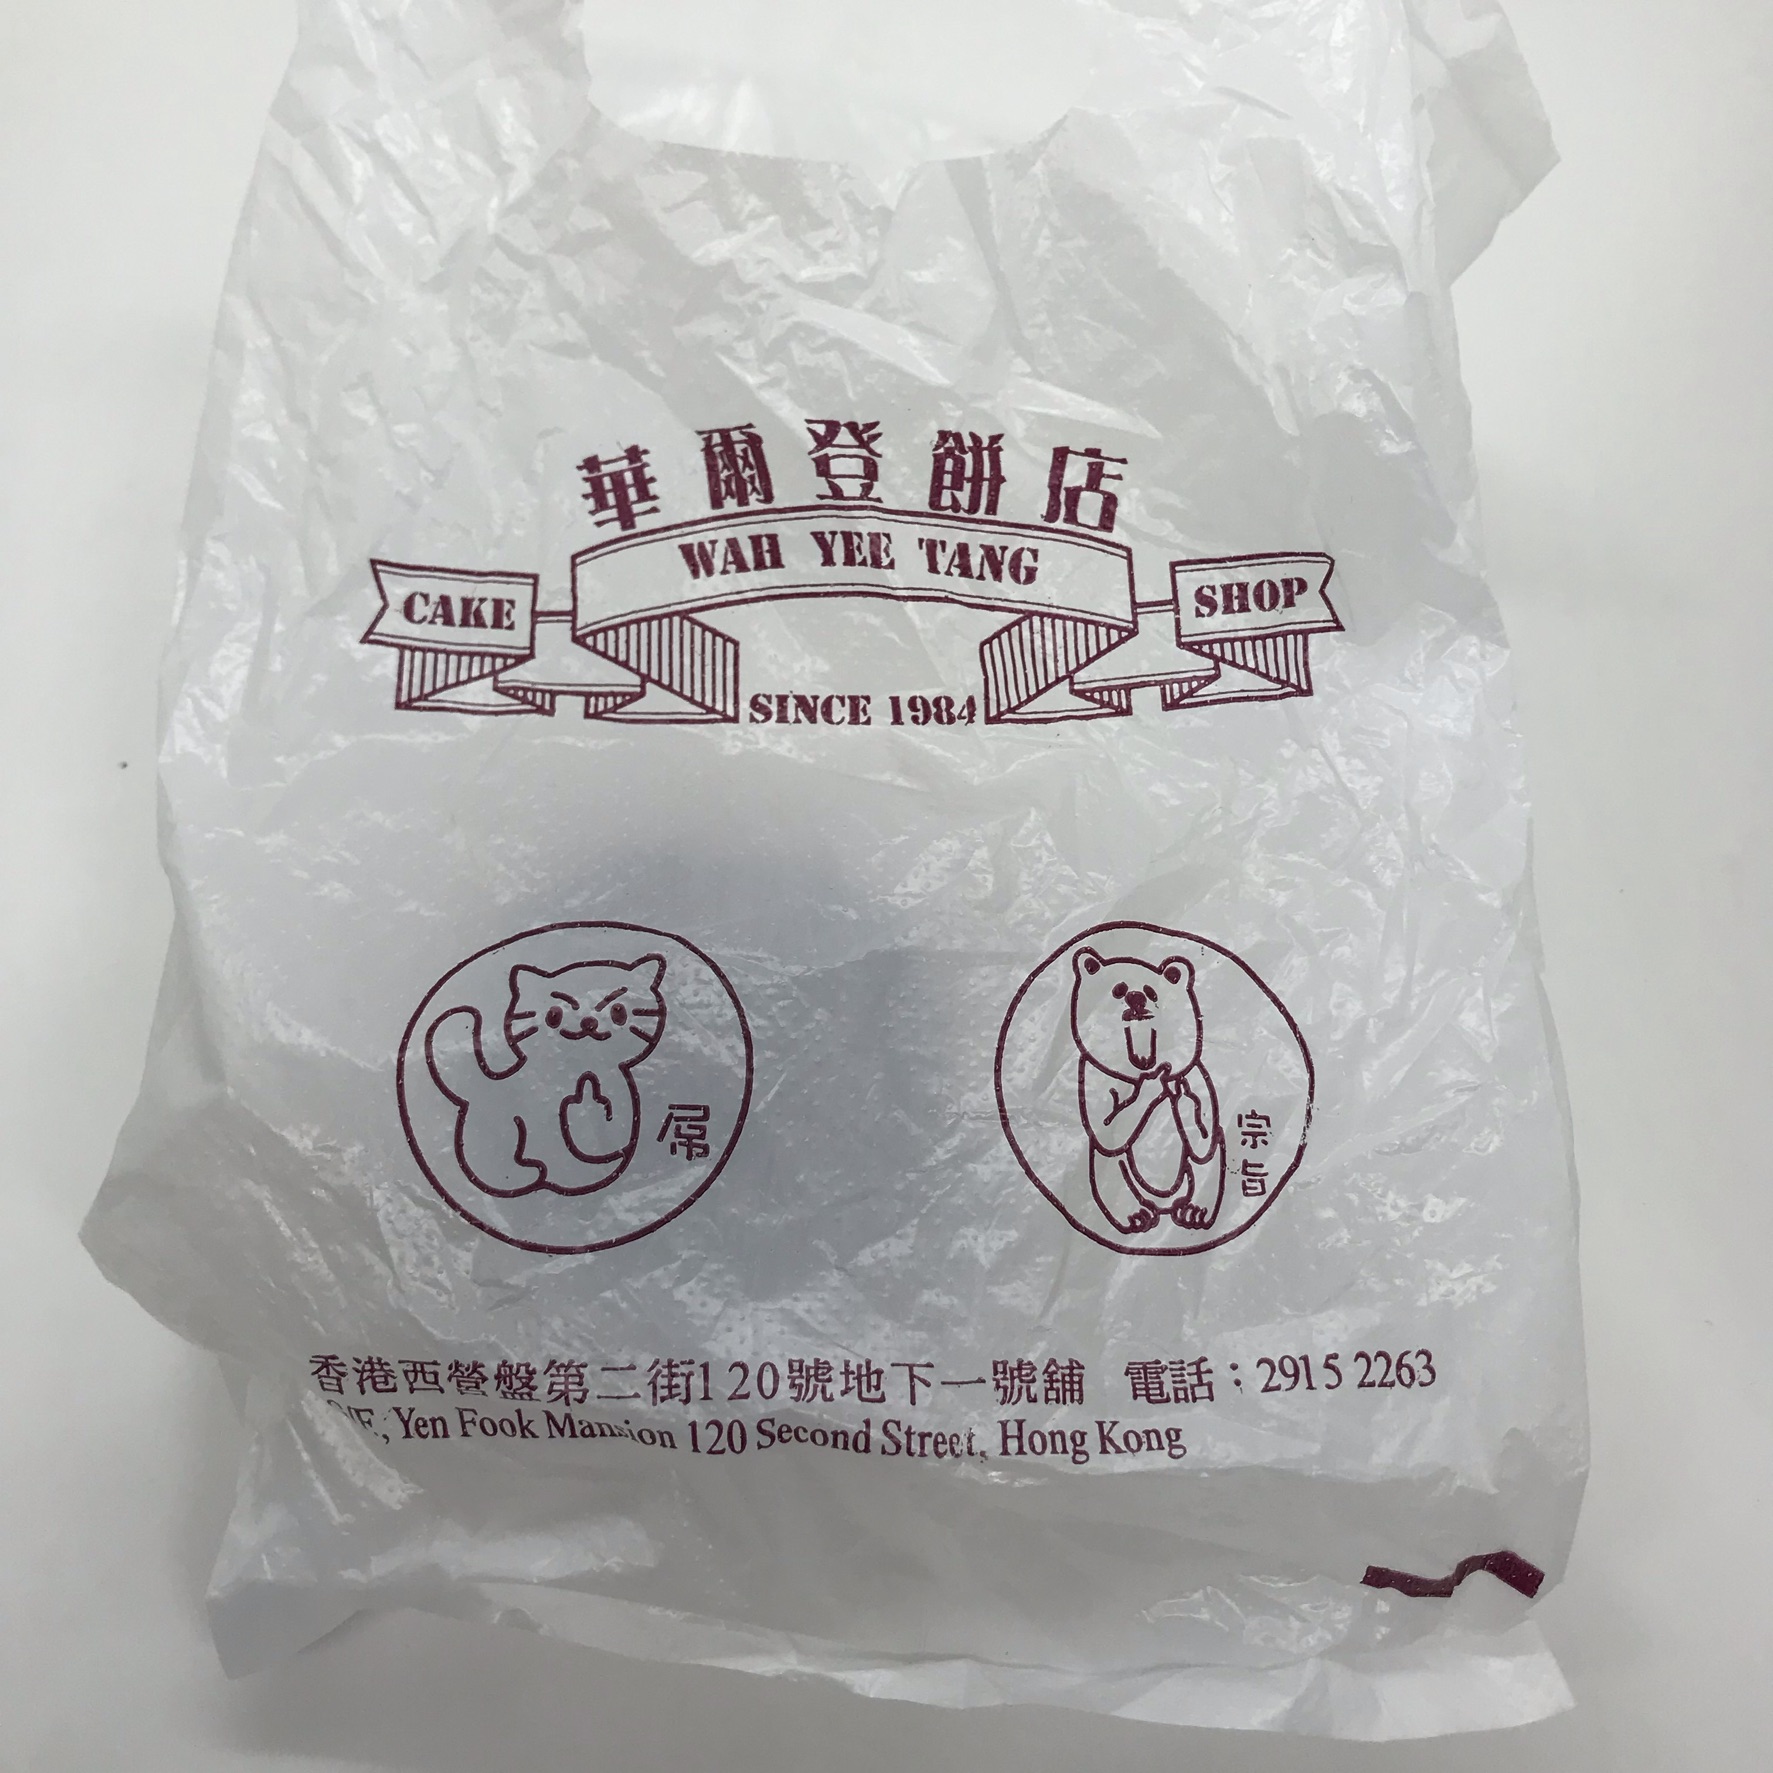 華爾登餅店
WAH YEE TANG
CAKE SHOP
SINCE 1984
屌
宗旨
香港西營盤第二街120號地下一號舖 電話：2915 2263
Yen Fook Mansion 120 Second Street, Hong Kong